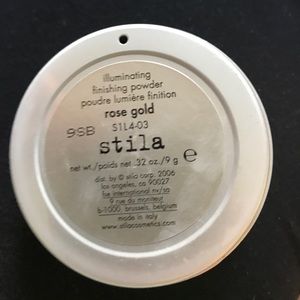 illuminating
finishing powder
poudre lumière finition
rose gold
9SB S1L4-03
stila
net wt./poids net .32 oz./9 g e
dist. by © stila corp. 2006
los angeles, ca 90027
fse international nv/sa
9 rue du moniteur
b-1000, brussels, belgium
made in italy
www.stilacosmetics.com